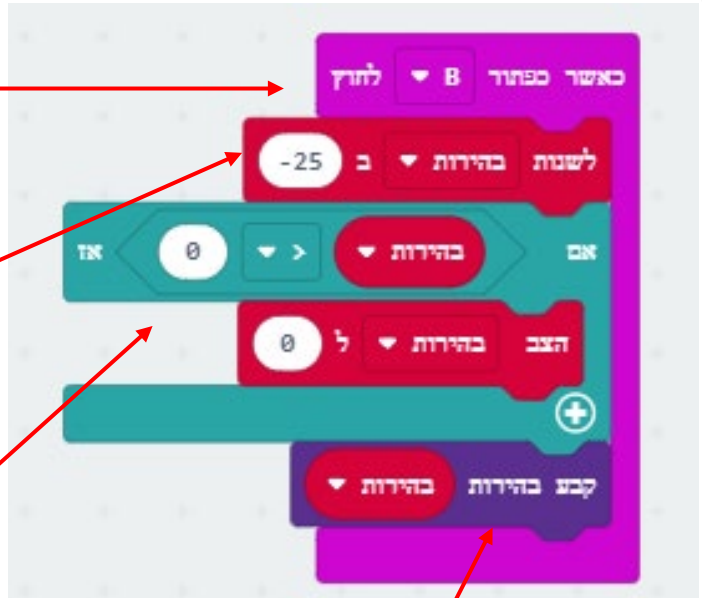 כאשר כפתור B לחוץ
לשנות בהירות ב -25
אם בהירות > 0 אז
הצב בהירות ל 0
קבע בהירות בהירות